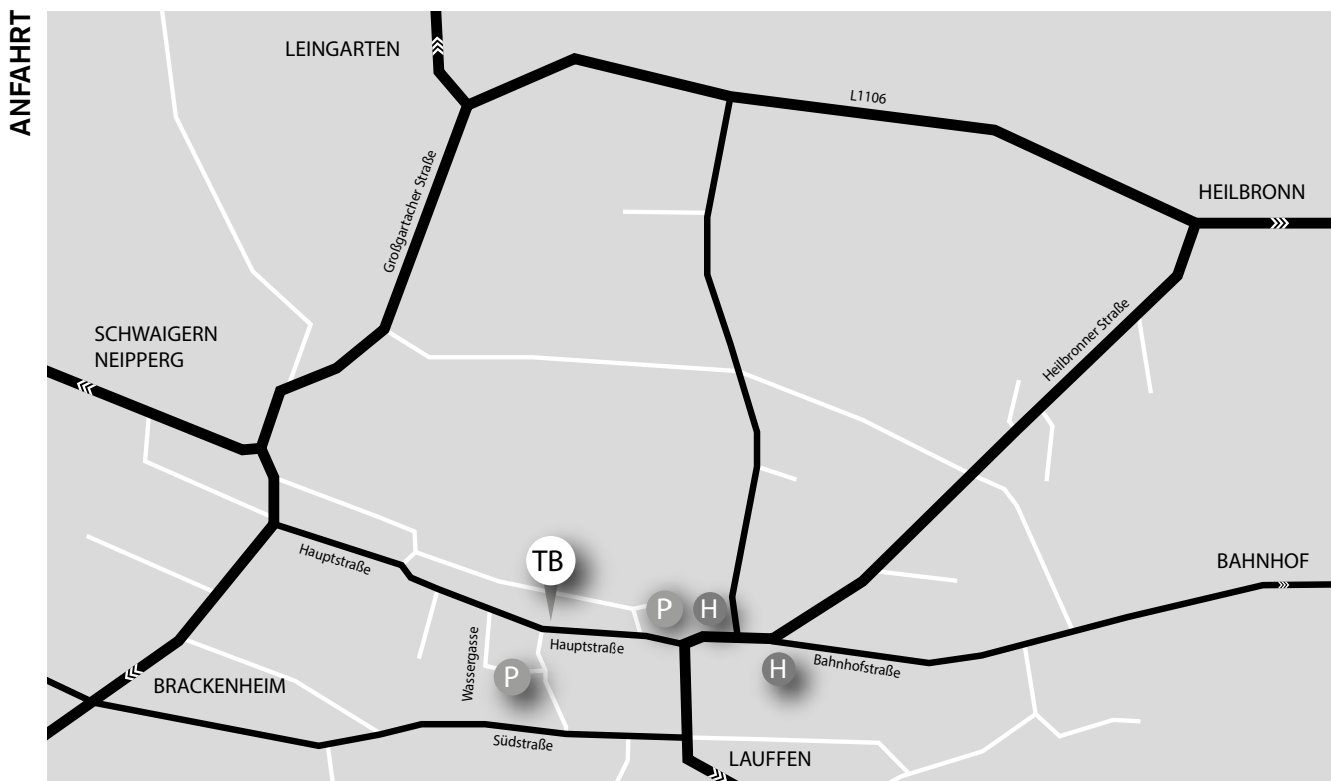 ANFAHRT
LEINGARTEN
L1106
HEILBRONN
Großgartacher Straße
SCHWAIGERN
NEIPPERG
Heilbronner Straße
BAHNHOF
Hauptstraße
TB
P
H
Hauptstraße
Wassergasse
P
H
Bahnhofstraße
BRACKENHEIM
Südstraße
LAUFFEN